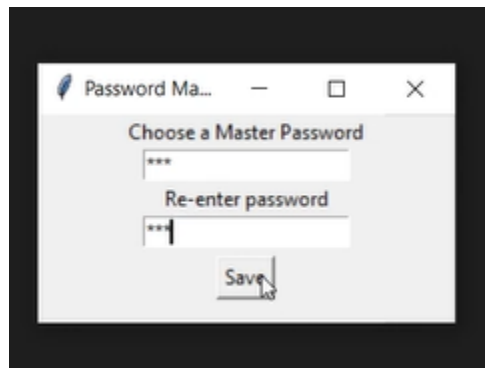 Password Ma...
Choose a Master Password
***
Re-enter password
***
Save